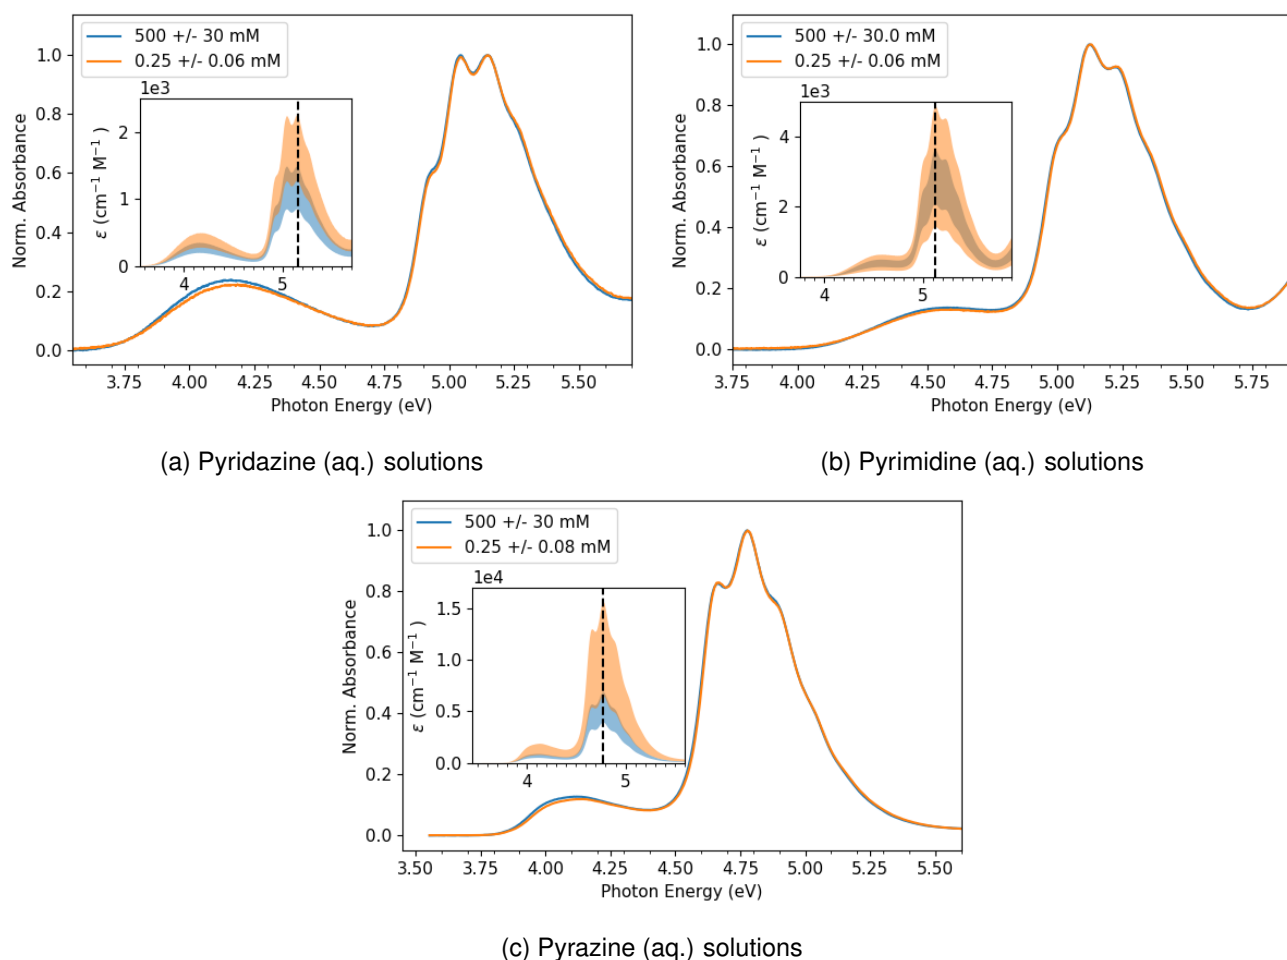 500 +/- 30 mM
0.25 +/- 0.06 mM
1e3
2
1
0
ε (cm⁻¹ M⁻¹ )
4 5
1.0
0.8
0.6
0.4
0.2
0.0
Norm. Absorbance
3.75 4.00 4.25 4.50 4.75 5.00 5.25 5.50
Photon Energy (eV)
(a) Pyridazine (aq.) solutions
500 +/- 30.0 mM
0.25 +/- 0.06 mM
1e3
4
2
0
ε (cm⁻¹ M⁻¹ )
4 5
1.0
0.8
0.6
0.4
0.2
0.0
Norm. Absorbance
3.75 4.00 4.25 4.50 4.75 5.00 5.25 5.50 5.75
Photon Energy (eV)
(b) Pyrimidine (aq.) solutions
500 +/- 30 mM
0.25 +/- 0.08 mM
1e4
1.5
1.0
0.5
0.0
ε (cm⁻¹ M⁻¹ )
4 5
1.0
0.8
0.6
0.4
0.2
0.0
Norm. Absorbance
3.50 3.75 4.00 4.25 4.50 4.75 5.00 5.25 5.50
Photon Energy (eV)
(c) Pyrazine (aq.) solutions